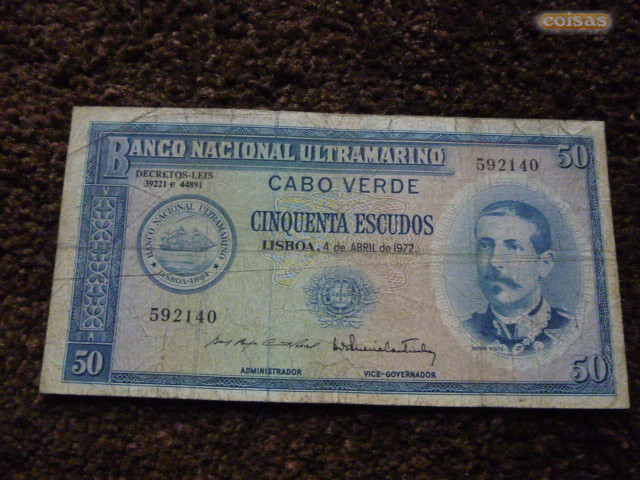 coisas
BANCO NACIONAL ULTRAMARINO
592140
50
DECRETOS-LEIS
39221 e 44891
CABO VERDE
CINQUENTA ESCUDOS
LISBOA, 4 de ABRIL de 1972
BANCO NACIONAL ULTRAMARINO
LISBOA-1864
592140
50
50
ADMINISTRADOR
VICE-GOVERNADOR